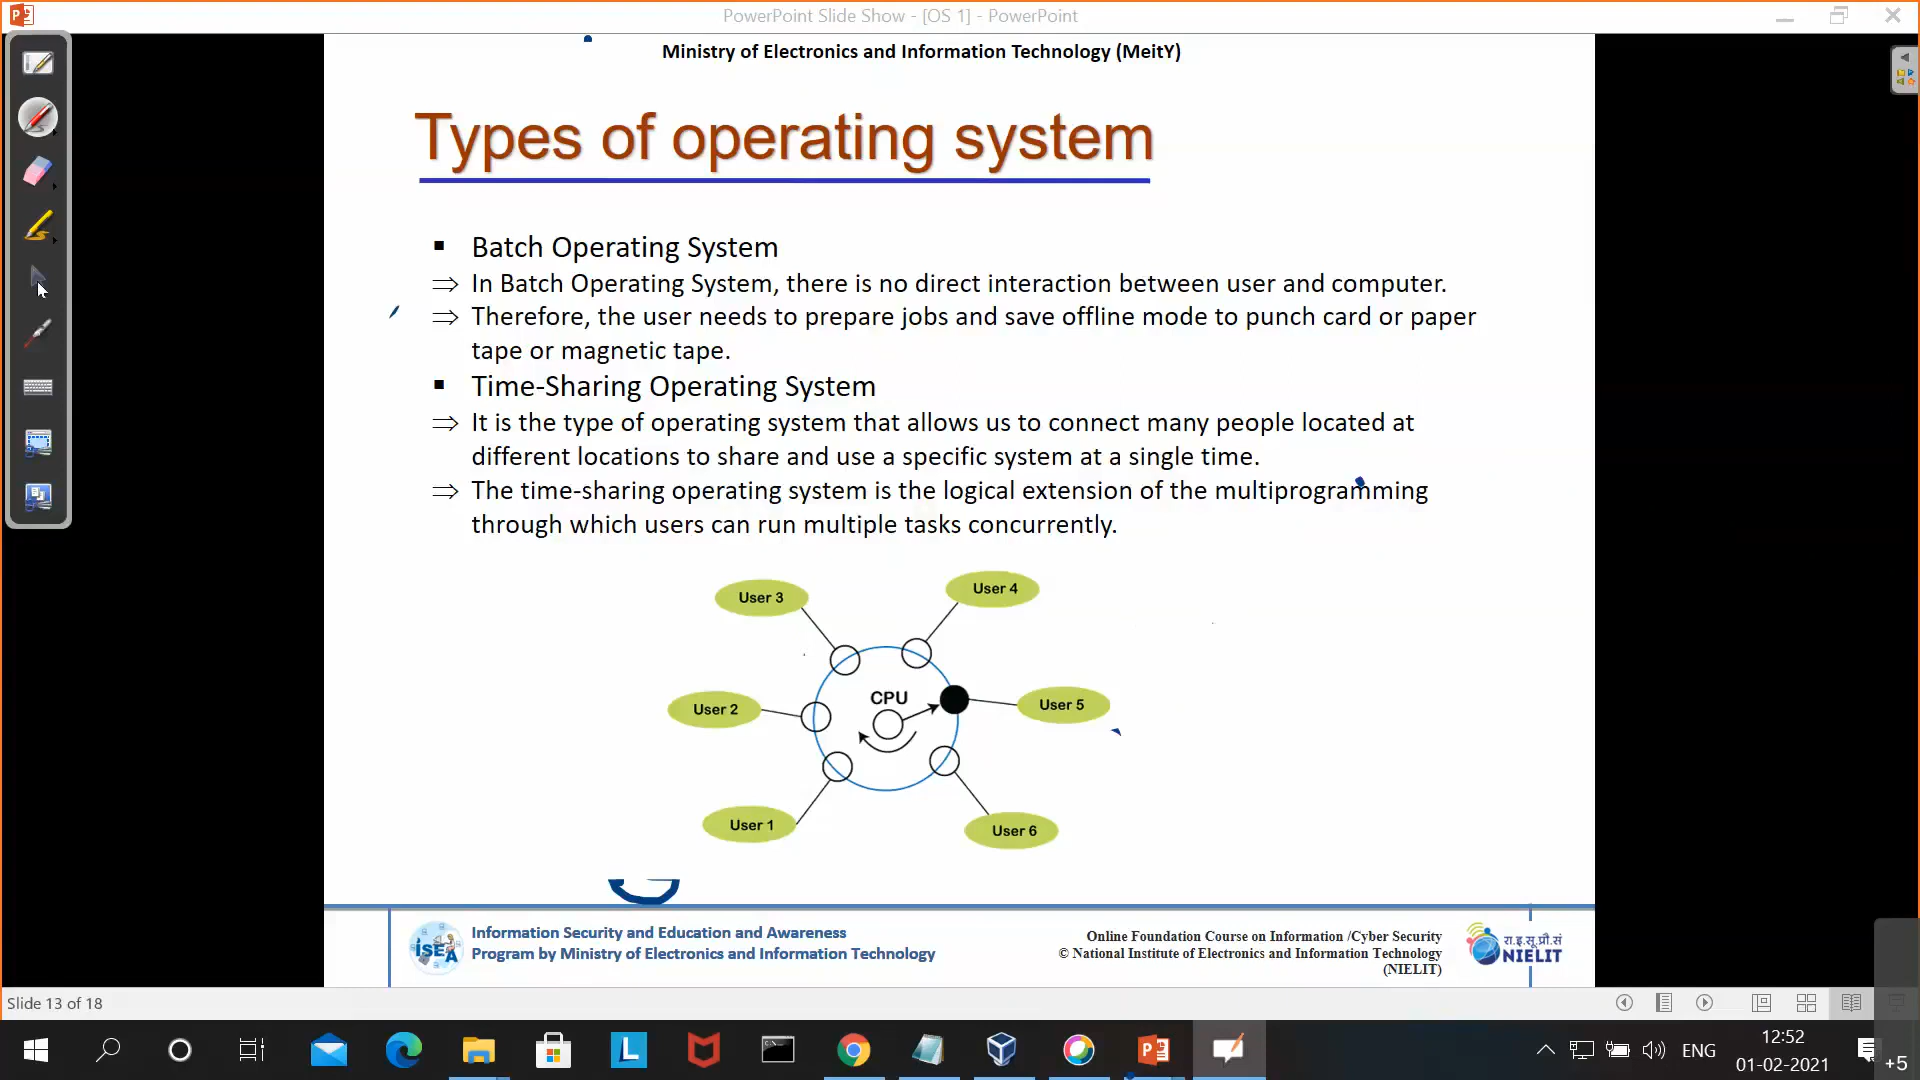 PowerPoint Slide Show - [OS 1] - PowerPoint
Ministry of Electronics and Information Technology (MeitY)
Types of operating system
▪ Batch Operating System
⇒ In Batch Operating System, there is no direct interaction between user and computer.
⇒ Therefore, the user needs to prepare jobs and save offline mode to punch card or paper
tape or magnetic tape.
▪ Time-Sharing Operating System
⇒ It is the type of operating system that allows us to connect many people located at
different locations to share and use a specific system at a single time.
⇒ The time-sharing operating system is the logical extension of the multiprogramming
through which users can run multiple tasks concurrently.
User 3
User 4
CPU
User 2
User 5
User 1
User 6
ISEA
Information Security and Education and Awareness
Program by Ministry of Electronics and Information Technology
Online Foundation Course on Information /Cyber Security
© National Institute of Electronics and Information Technology
(NIELIT)
रा.इ.सू.प्रौ.सं
NIELIT
Slide 13 of 18
ENG
12:52
01-02-2021
+5